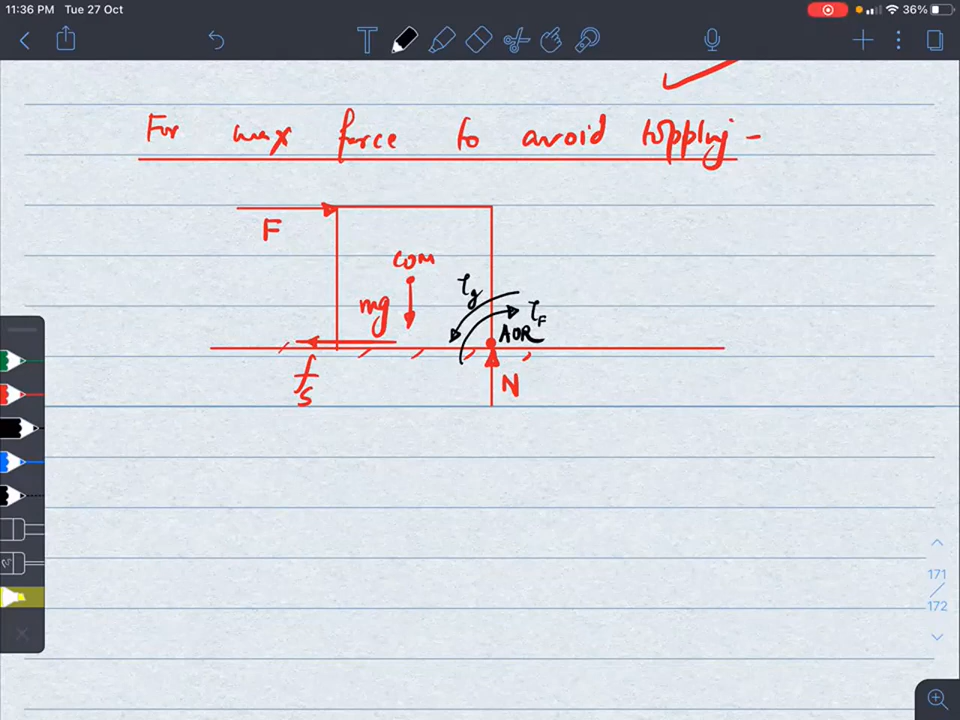 11:36 PM Tue 27 Oct
36%
For max force to avoid toppling -
F
COM
mg
τg
τF
AOR
fs
N
171
172